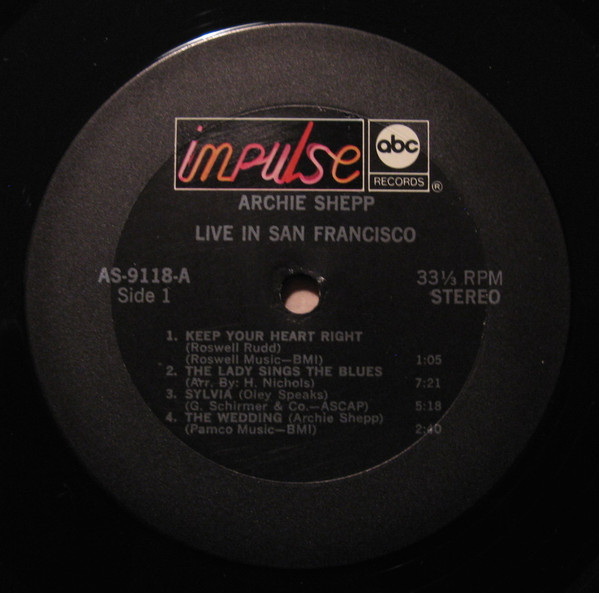 impulse
abc
RECORDS ®
ARCHIE SHEPP
LIVE IN SAN FRANCISCO
AS-9118-A 33⅓ RPM
Side 1 STEREO
1. KEEP YOUR HEART RIGHT
(Roswell Rudd)
(Roswell Music—BMI) 1:05
2. THE LADY SINGS THE BLUES
(Arr. By: H. Nichols) 7:21
3. SYLVIA (Oley Speaks)
(G. Schirmer & Co.—ASCAP) 5:18
4. THE WEDDING (Archie Shepp)
(Pamco Music—BMI) 2:40